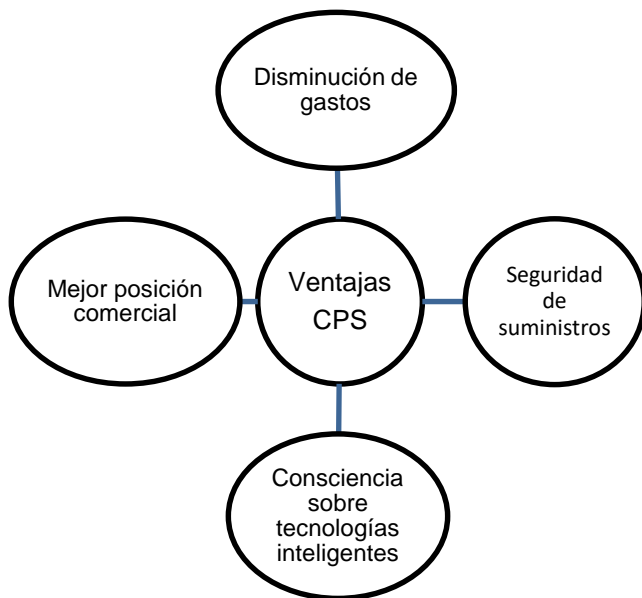 Disminución de
gastos
Mejor posición
comercial
Ventajas
CPS
Seguridad
de
suministros
Consciencia
sobre
tecnologías
inteligentes